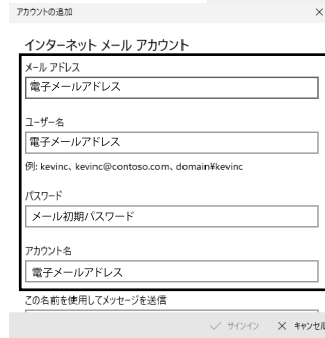 アカウントの追加
インターネット メール アカウント
メール アドレス
電子メールアドレス
ユーザー名
電子メールアドレス
例: kevinc、kevinc@contoso.com、domain¥kevinc
パスワード
メール初期パスワード
アカウント名
電子メールアドレス
この名前を使用してメッセージを送信
サインイン キャンセル